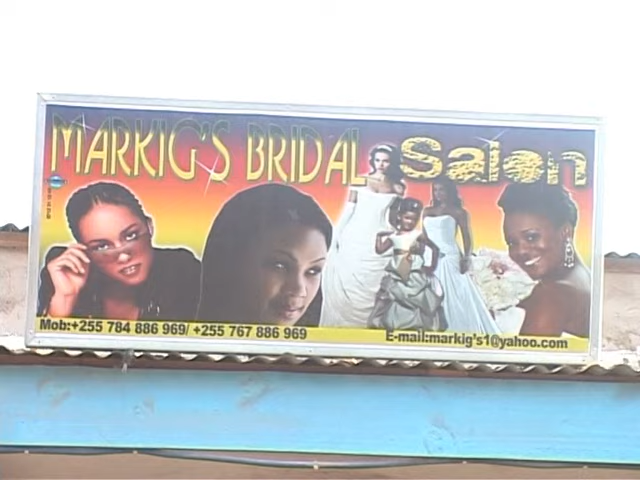 MARKIG'S BRIDAL Salon
Mob:+255 784 886 969/ +255 767 886 969
E-mail:markig's1@yahoo.com